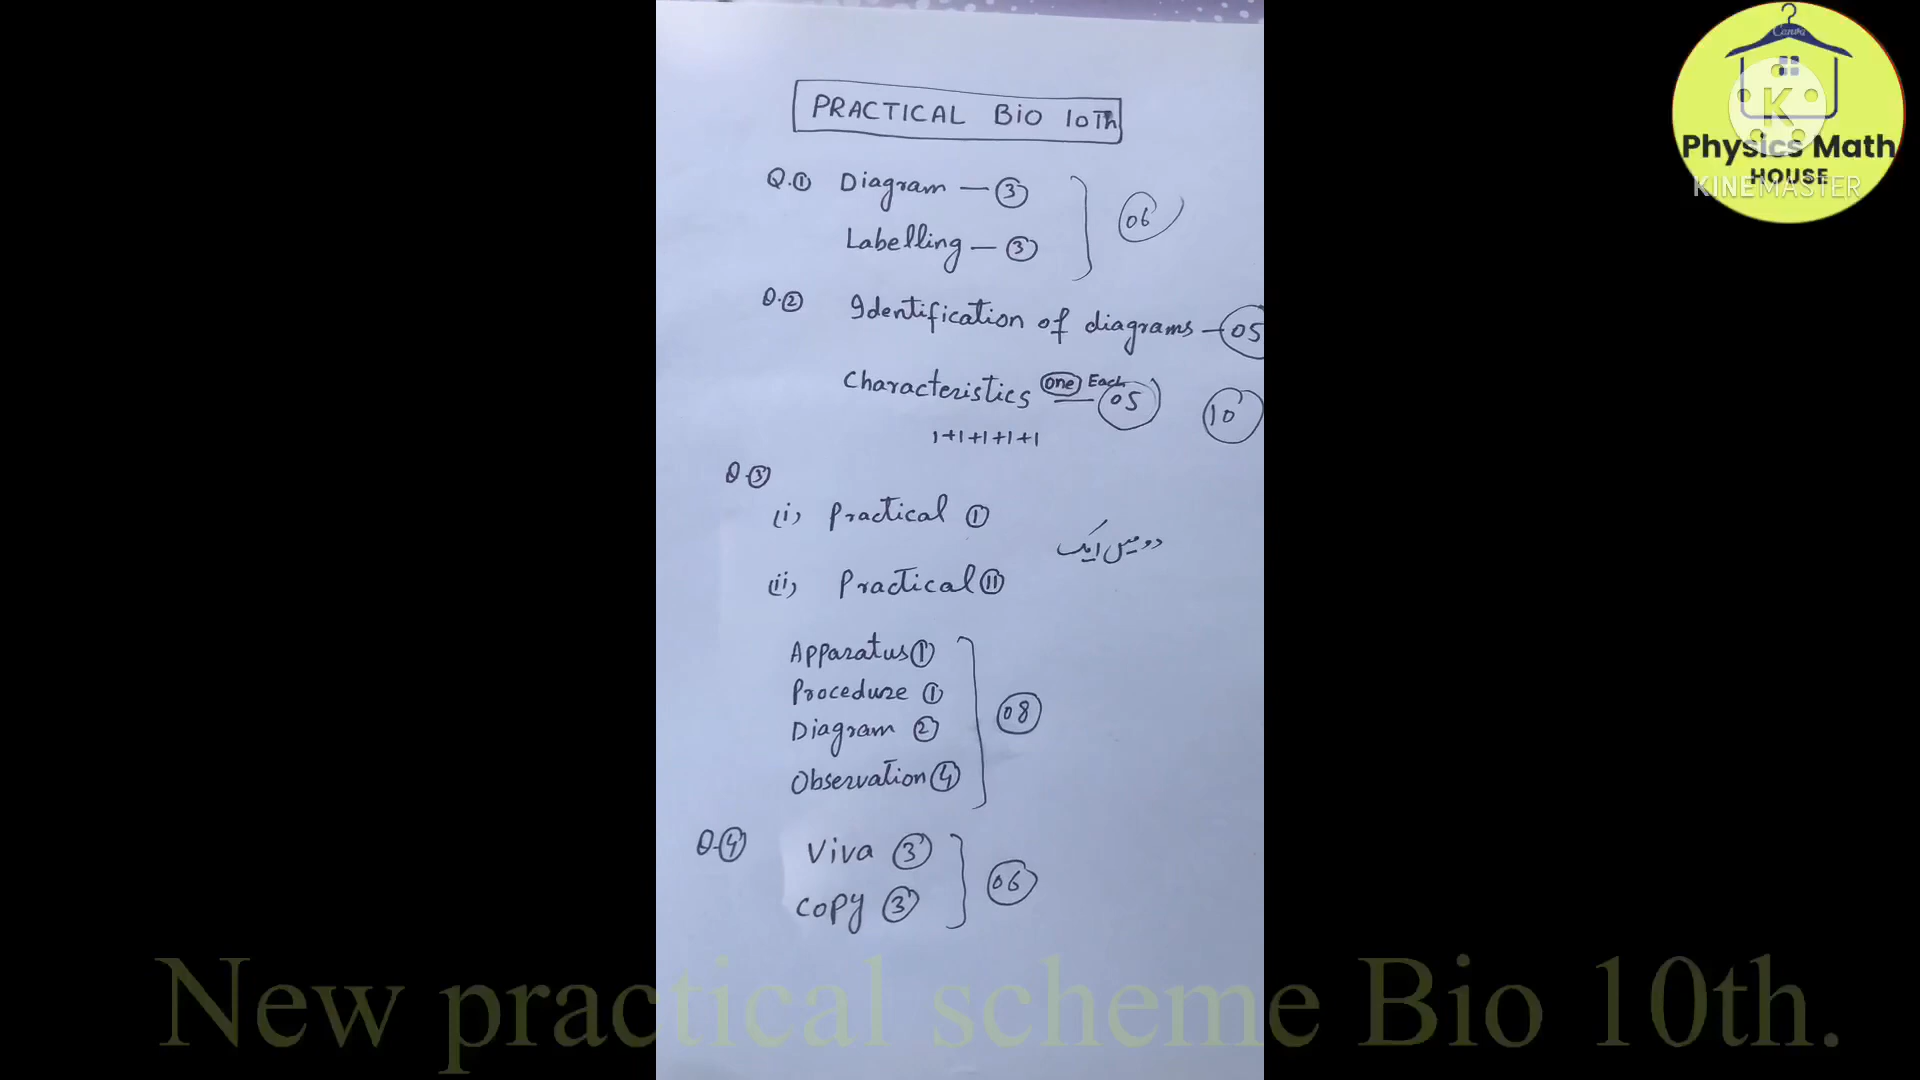 PRACTICAL BiO 10Th
Q.① Diagram — ③
Labelling — ③
06
Q.② Identification of diagrams — 05
Characteristics one Each — 05
10
1+1+1+1+1
Q.③
(i) Practical ①
دو میں ایک
(ii) Practical ⑪
Apparatus ①
Procedure ①
Diagram ②
Observation ④
08
Q.④ Viva ③
Copy ③
06
New practical scheme Bio 10th.
Canva
K
Physics Math
HOUSE
KINEMASTER